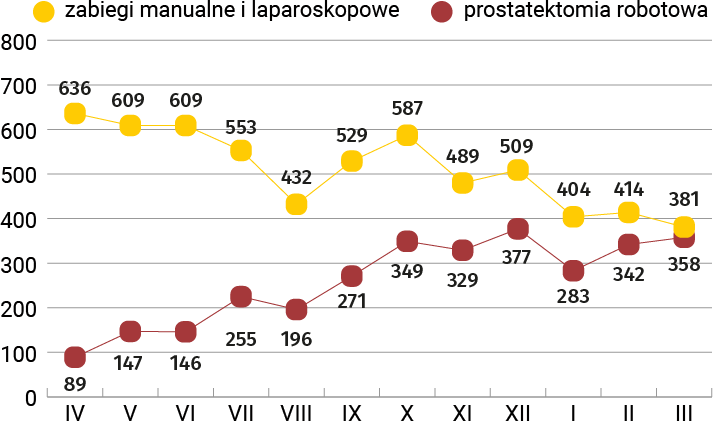 zabiegi manualne i laparoskopowe prostatektomia robotowa
800
700
600
500
400
300
200
100
0
636 609 609 553 432 529 587 489 509 404 414 381
89 147 146 255 196 271 349 329 377 283 342 358
IV V VI VII VIII IX X XI XII I II III